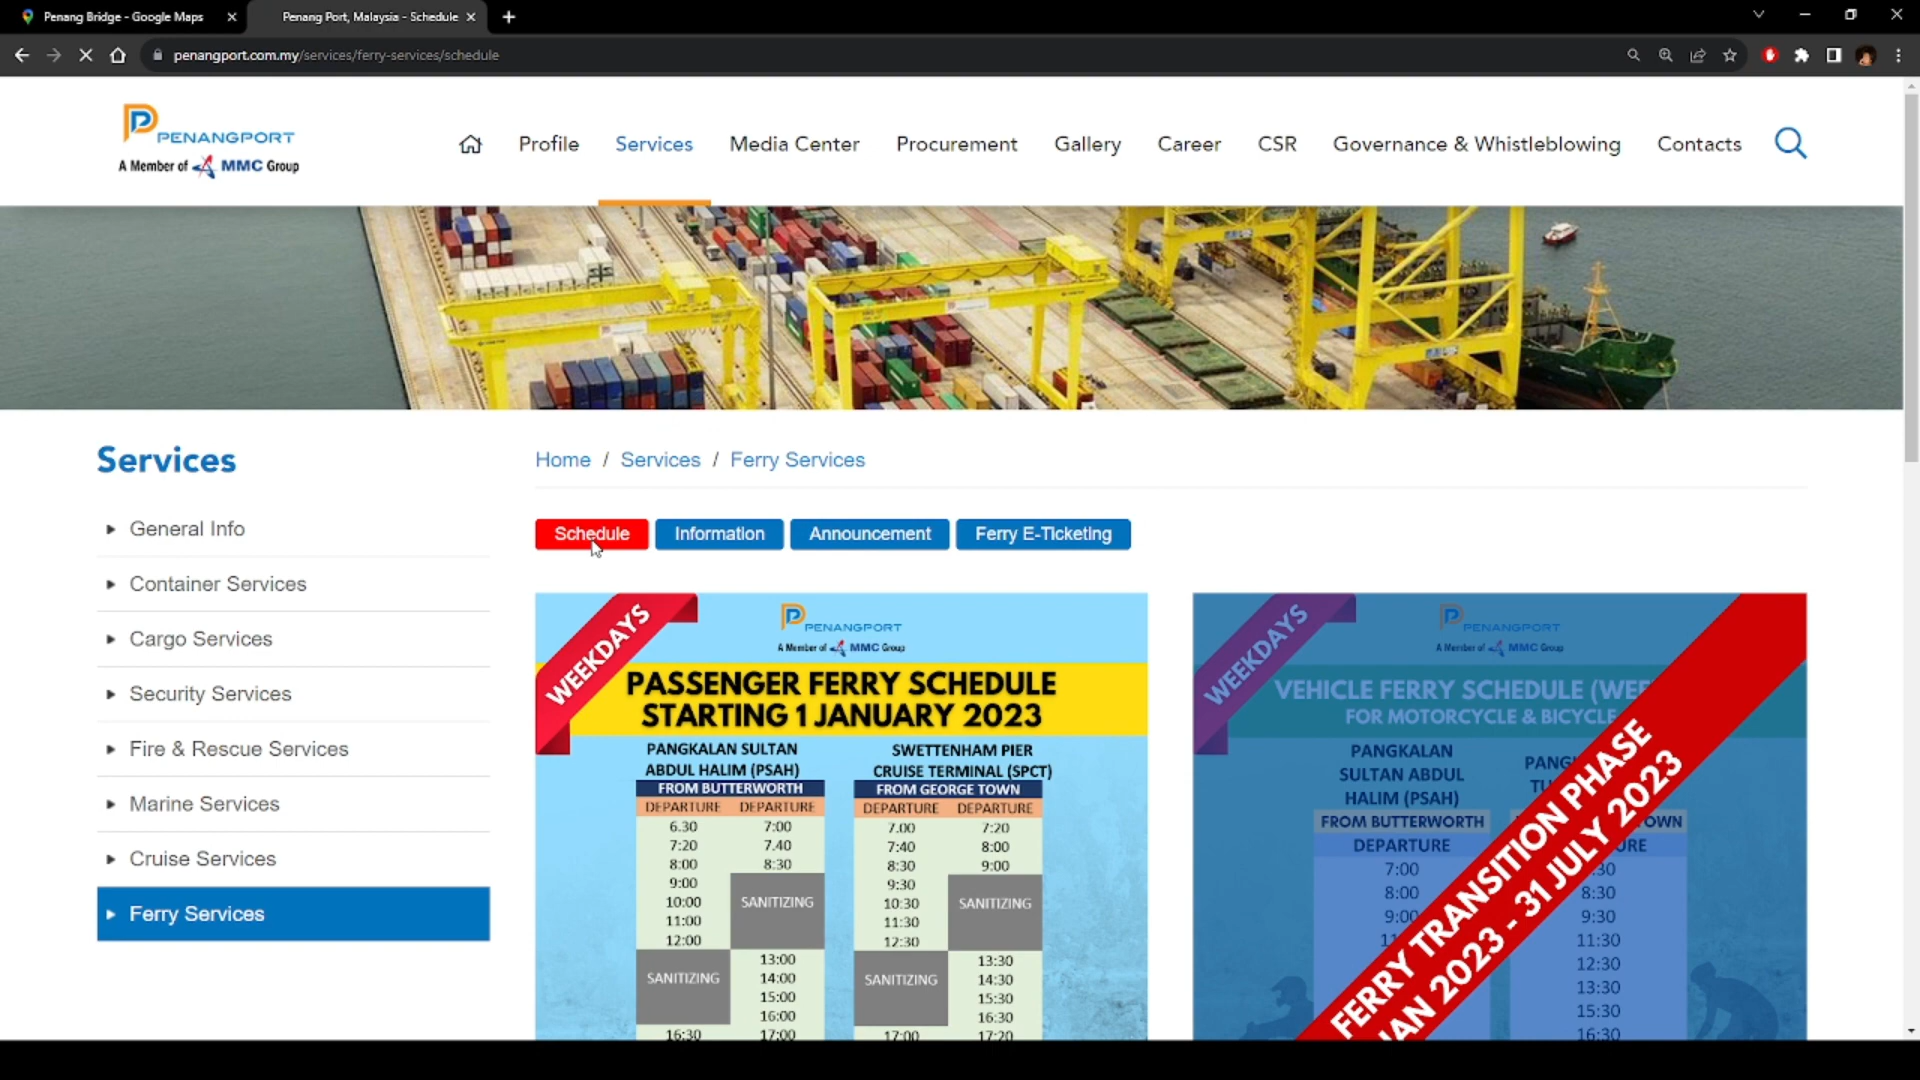 Penang Bridge - Google Maps
Penang Port, Malaysia - Schedule
penangport.com.my/services/ferry-services/schedule
PENANGPORT
A Member of MMC Group
Profile
Services
Media Center
Procurement
Gallery
Career
CSR
Governance & Whistleblowing
Contacts
Services
General Info
Container Services
Cargo Services
Security Services
Fire & Rescue Services
Marine Services
Cruise Services
Ferry Services
Home / Services / Ferry Services
Schedule
Information
Announcement
Ferry E-Ticketing
WEEKDAYS
PENANGPORT
A Member of MMC Group
PASSENGER FERRY SCHEDULE
STARTING 1 JANUARY 2023
PANGKALAN SULTAN
ABDUL HALIM (PSAH)
FROM BUTTERWORTH
DEPARTURE DEPARTURE
6.30 7:00
7:20 7.40
8:00 8:30
9:00
10:00 SANITIZING
11:00
12:00
13:00
SANITIZING 14:00
15:00
16:00
16:30 17:00
SWETTENHAM PIER
CRUISE TERMINAL (SPCT)
FROM GEORGE TOWN
DEPARTURE DEPARTURE
7.00 7:20
7:40 8:00
8:30 9:00
9:30
10:30 SANITIZING
11:30
12:30
13:30
SANITIZING 14:30
15:30
16:30
17:00 17:20
WEEKDAYS
PENANGPORT
A Member of MMC Group
VEHICLE FERRY SCHEDULE
FOR MOTORCYCLE & BICYCLE
PANGKALAN
SULTAN ABDUL
HALIM (PSAH)
FROM BUTTERWORTH
DEPARTURE
7:00
8:00
9:00
8:30
9:30
11:30
12:30
13:30
15:30
16:30
FERRY TRANSITION PHASE
JAN 2023 - 31 JULY 2023